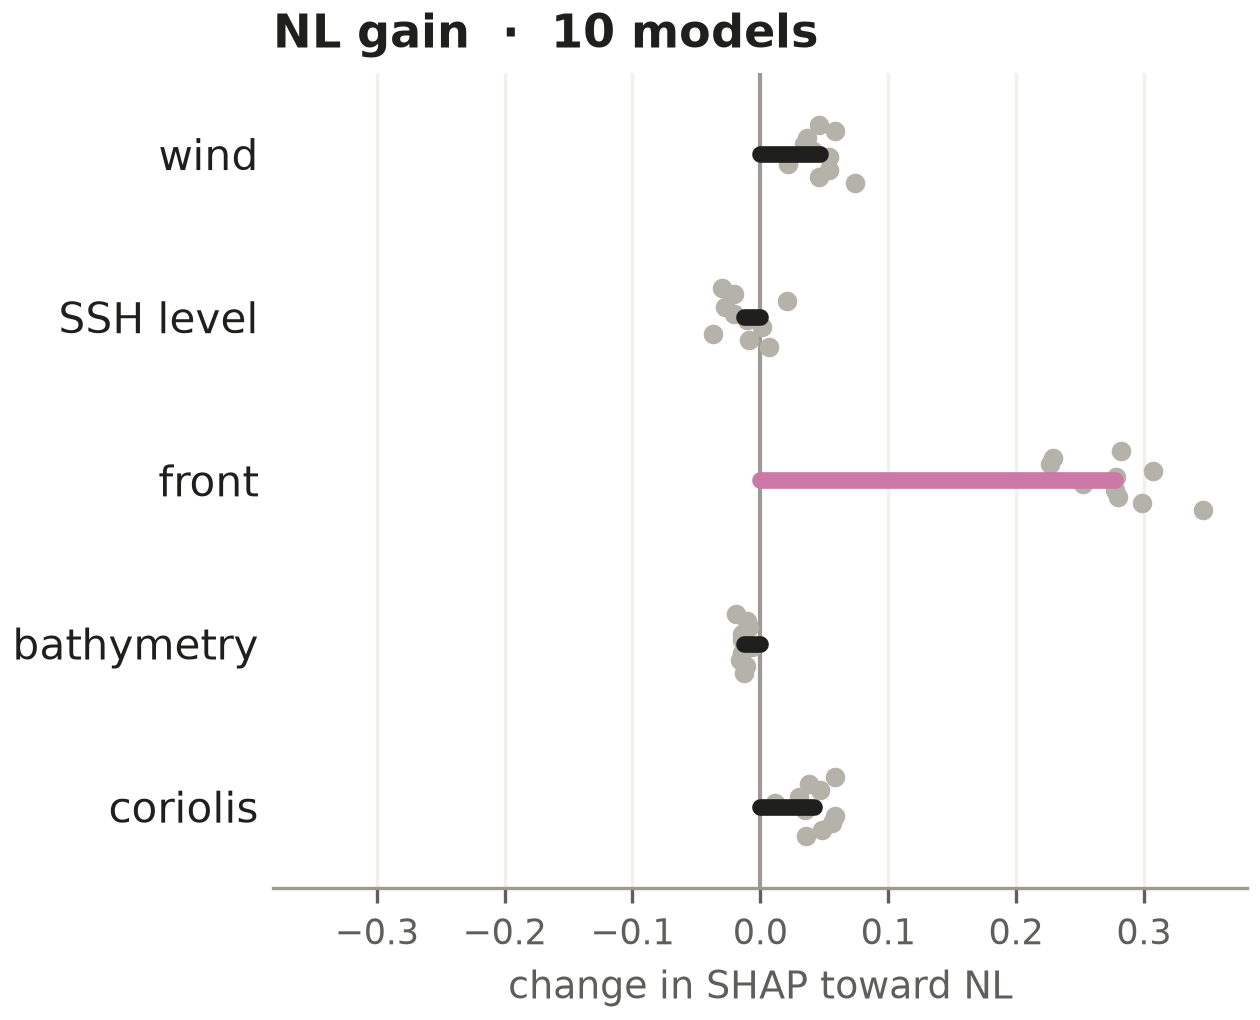 NL gain · 10 models
wind
SSH level
front
bathymetry
coriolis
−0.3 −0.2 −0.1 0.0 0.1 0.2 0.3
change in SHAP toward NL